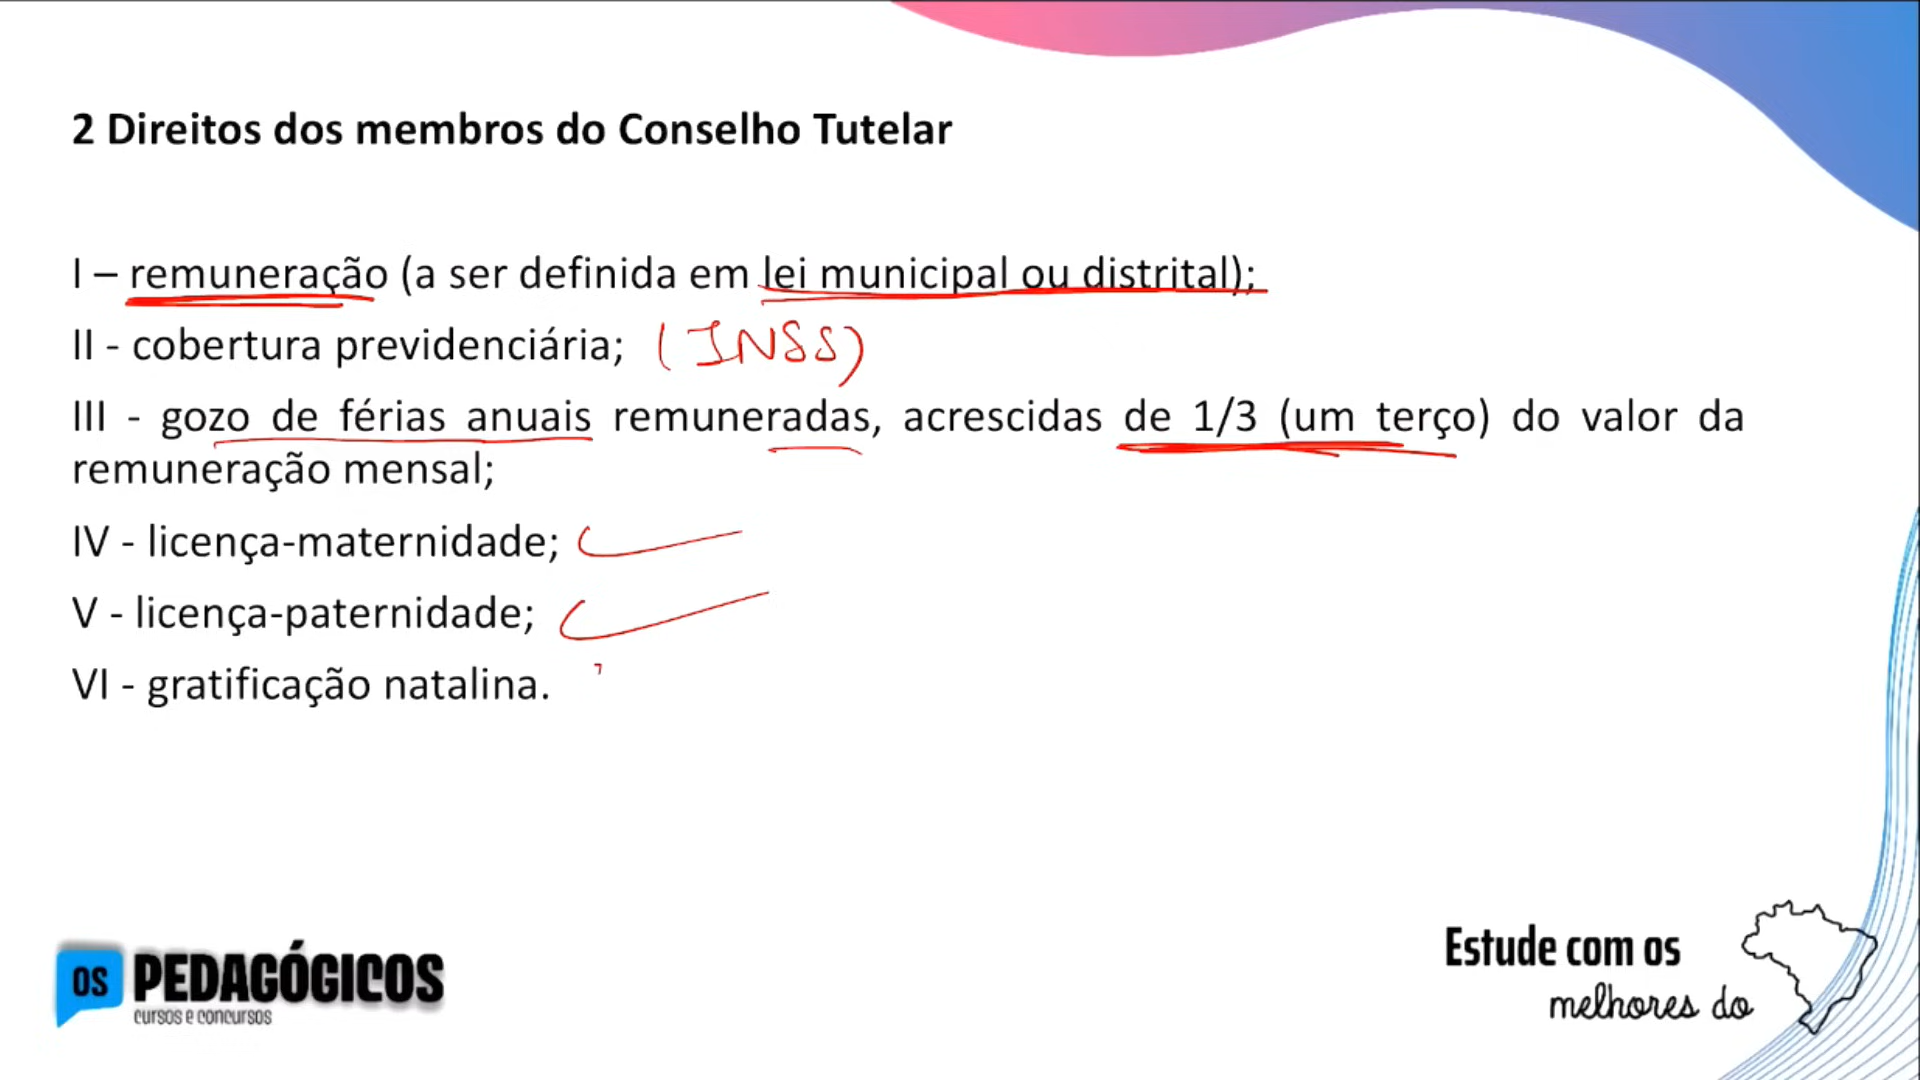 2 Direitos dos membros do Conselho Tutelar
I – remuneração (a ser definida em lei municipal ou distrital);
II - cobertura previdenciária; (INSS)
III - gozo de férias anuais remuneradas, acrescidas de 1/3 (um terço) do valor da
remuneração mensal;
IV - licença-maternidade;
V - licença-paternidade;
VI - gratificação natalina.
OS PEDAGÓGICOS
cursos e concursos
Estude com os
melhores do